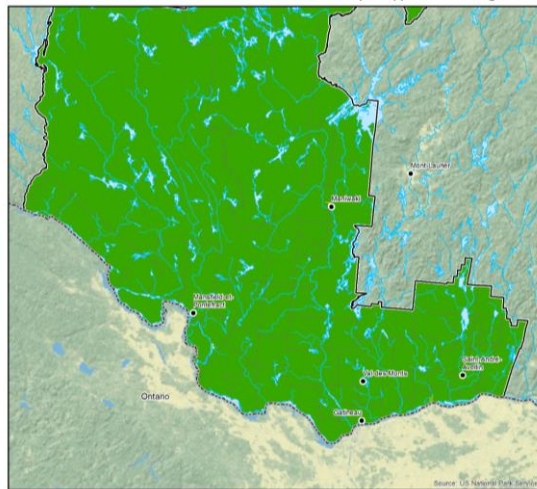 Mont-Laurier
Maniwaki
Mansfield-et-
Pontefract
Saint-André-
Avellin
Val-des-Monts
Ontario
Gatineau
Source: US National Park Service